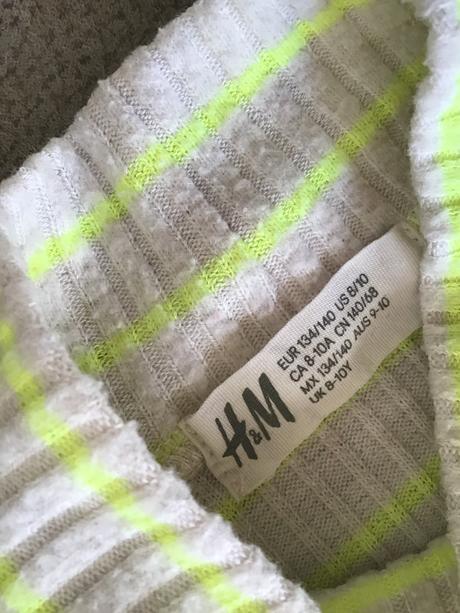 EUR 134/140 US 8/10
CA 8-10A CN 140/68
MX 134/140 AUS 9-10
UK 8-10Y
H&M